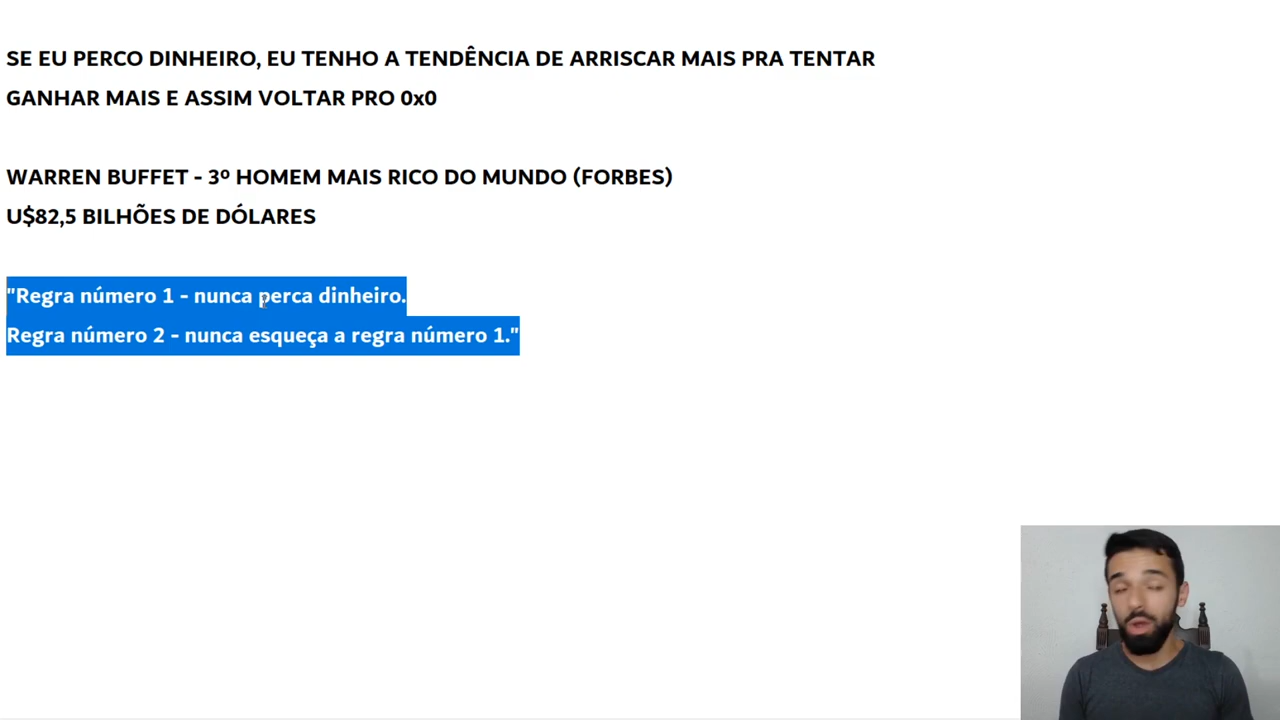 SE EU PERCO DINHEIRO, EU TENHO A TENDÊNCIA DE ARRISCAR MAIS PRA TENTAR
GANHAR MAIS E ASSIM VOLTAR PRO 0x0
WARREN BUFFET - 3º HOMEM MAIS RICO DO MUNDO (FORBES)
U$82,5 BILHÕES DE DÓLARES
"Regra número 1 - nunca perca dinheiro.
Regra número 2 - nunca esqueça a regra número 1."